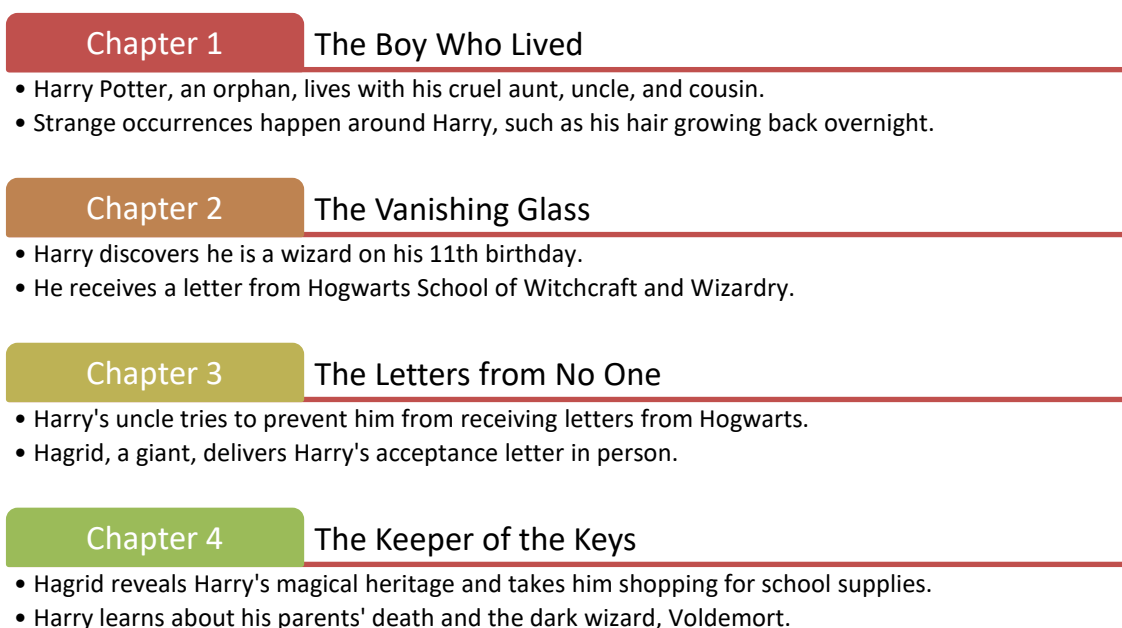 Chapter 1 The Boy Who Lived
• Harry Potter, an orphan, lives with his cruel aunt, uncle, and cousin.
• Strange occurrences happen around Harry, such as his hair growing back overnight.
Chapter 2 The Vanishing Glass
• Harry discovers he is a wizard on his 11th birthday.
• He receives a letter from Hogwarts School of Witchcraft and Wizardry.
Chapter 3 The Letters from No One
• Harry's uncle tries to prevent him from receiving letters from Hogwarts.
• Hagrid, a giant, delivers Harry's acceptance letter in person.
Chapter 4 The Keeper of the Keys
• Hagrid reveals Harry's magical heritage and takes him shopping for school supplies.
• Harry learns about his parents' death and the dark wizard, Voldemort.